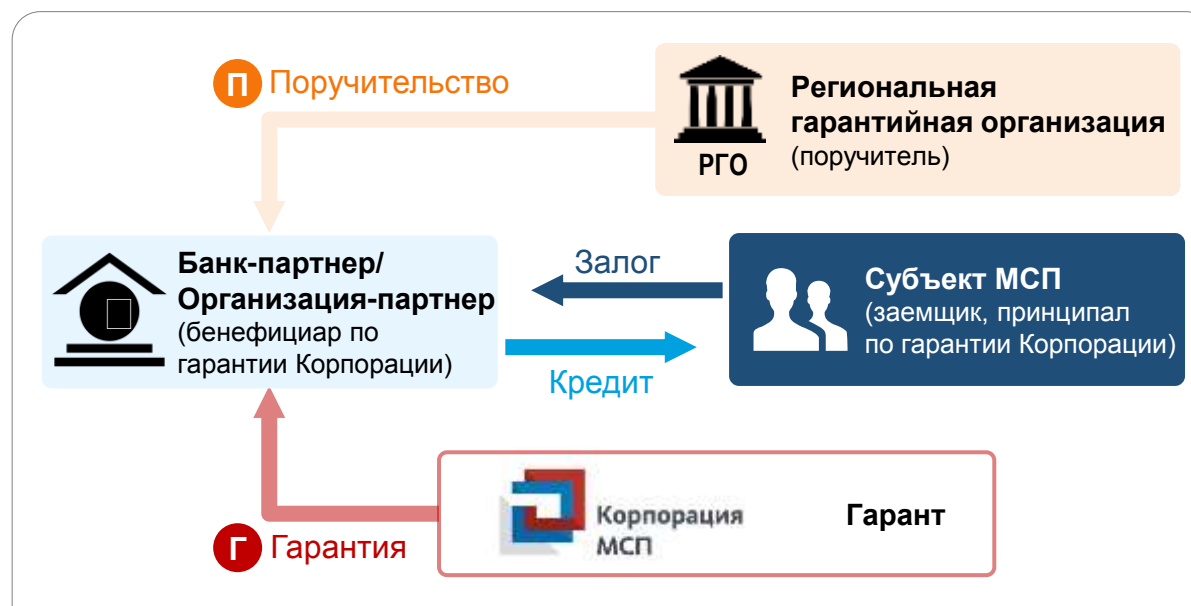 П Поручительство
Региональная
гарантийная организация
(поручитель)
РГО
Банк-партнер/
Организация-партнер
(бенефициар по
гарантии Корпорации)
Залог
Кредит
Субъект МСП
(заемщик, принципал
по гарантии Корпорации)
Корпорация
МСП
Гарант
Г Гарантия